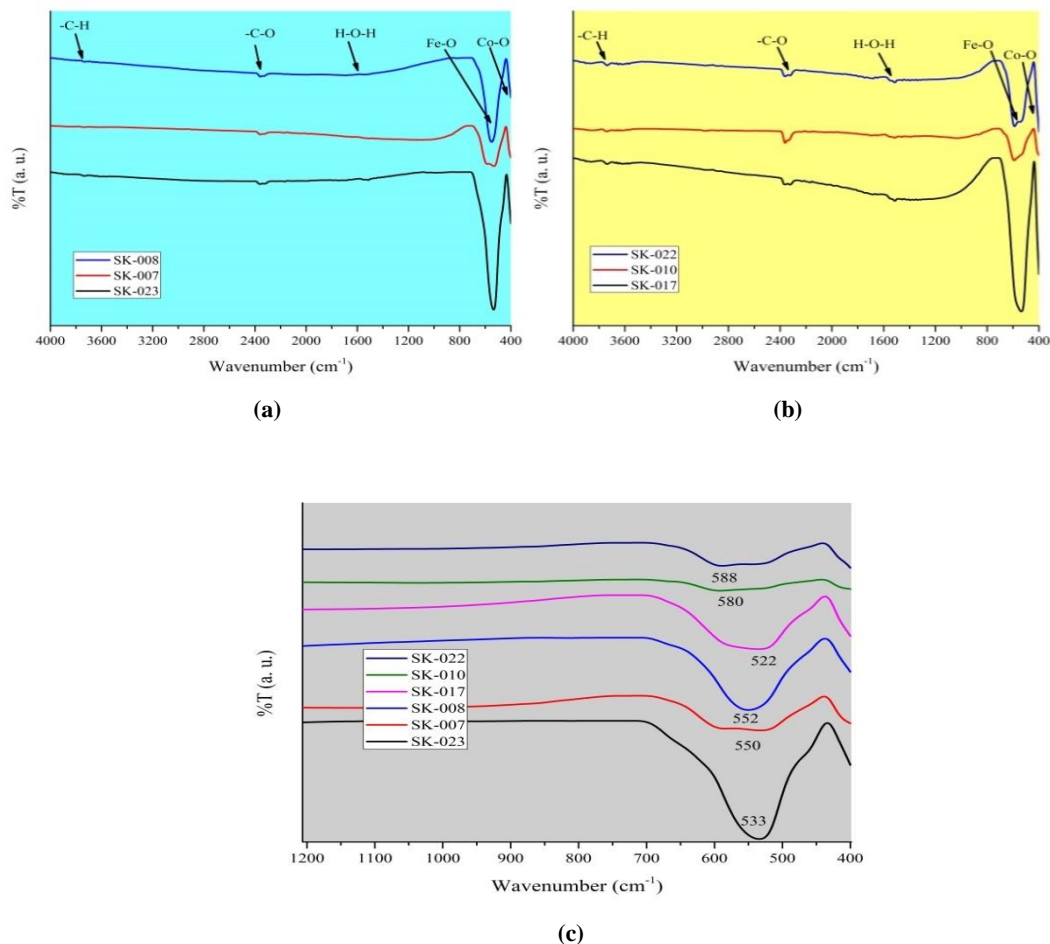 -C-H
-C-O
H-O-H
Fe-O
Co-O
%T (a. u.)
SK-008
SK-007
SK-023
4000 3600 3200 2800 2400 2000 1600 1200 800 400
Wavenumber (cm-1)
(a)
-C-H
-C-O
H-O-H
Fe-O
Co-O
%T (a. u.)
SK-022
SK-010
SK-017
4000 3600 3200 2800 2400 2000 1600 1200 800 400
Wavenumber (cm-1)
(b)
%T (a. u.)
588
580
522
552
550
533
SK-022
SK-010
SK-017
SK-008
SK-007
SK-023
1200 1100 1000 900 800 700 600 500 400
Wavenumber (cm-1)
(c)